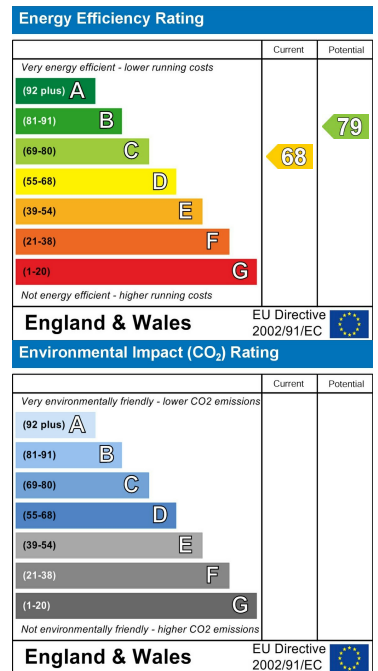 Energy Efficiency Rating
Current Potential
Very energy efficient - lower running costs
(92 plus) A
(81-91) B
(69-80) C
(55-68) D
(39-54) E
(21-38) F
(1-20) G
68
79
Not energy efficient - higher running costs
England & Wales
EU Directive
2002/91/EC
Environmental Impact (CO₂) Rating
Current Potential
Very environmentally friendly - lower CO2 emissions
(92 plus) A
(81-91) B
(69-80) C
(55-68) D
(39-54) E
(21-38) F
(1-20) G
Not environmentally friendly - higher CO2 emissions
England & Wales
EU Directive
2002/91/EC